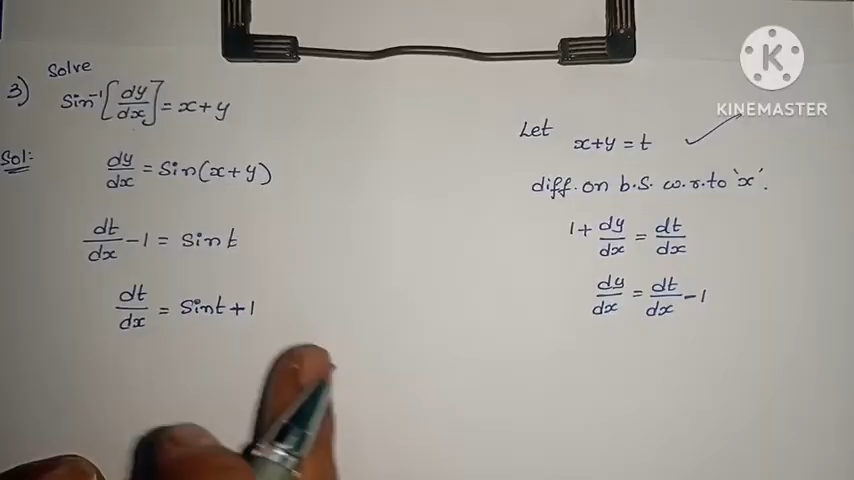 3) Solve
Sin⁻¹[dy/dx] = x+y
Sol:
dy/dx = Sin(x+y)
dt/dx - 1 = Sin t
dt/dx = Sint + 1
Let
x+y = t
diff. on b.S. w.r.to 'x'.
1 + dy/dx = dt/dx
dy/dx = dt/dx - 1
K
KINEMASTER